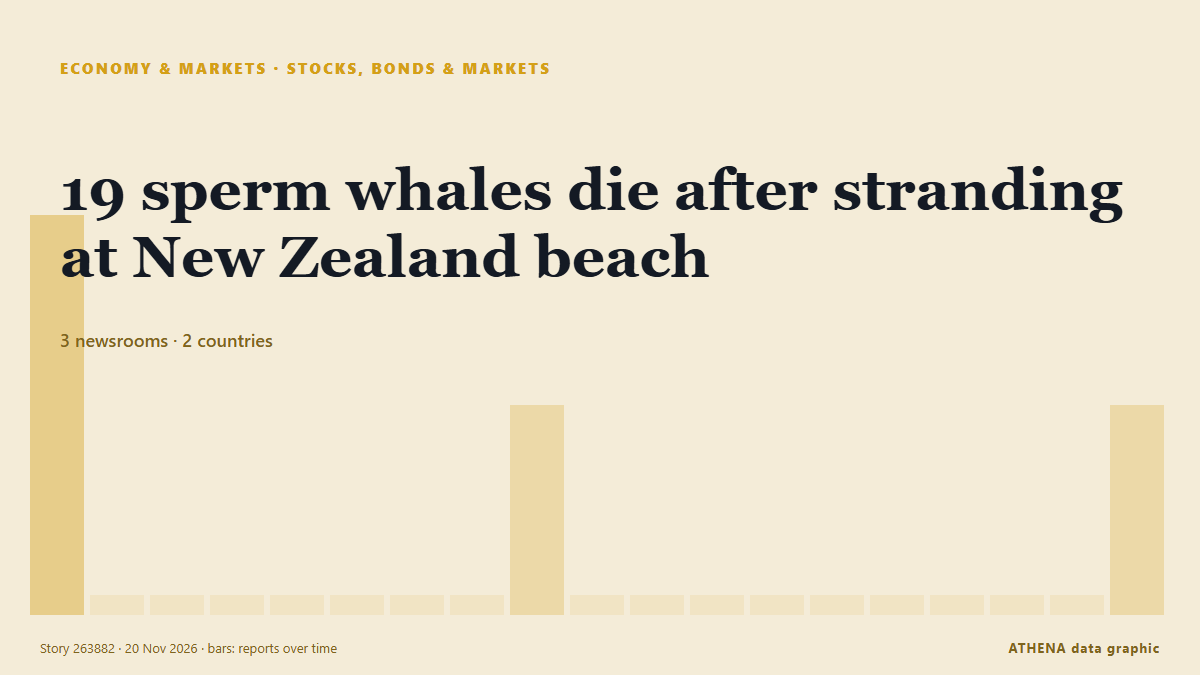 ECONOMY & MARKETS · STOCKS, BONDS & MARKETS
19 sperm whales die after stranding
at New Zealand beach
3 newsrooms · 2 countries
Story 263882 · 20 Nov 2026 · bars: reports over time
ATHENA data graphic